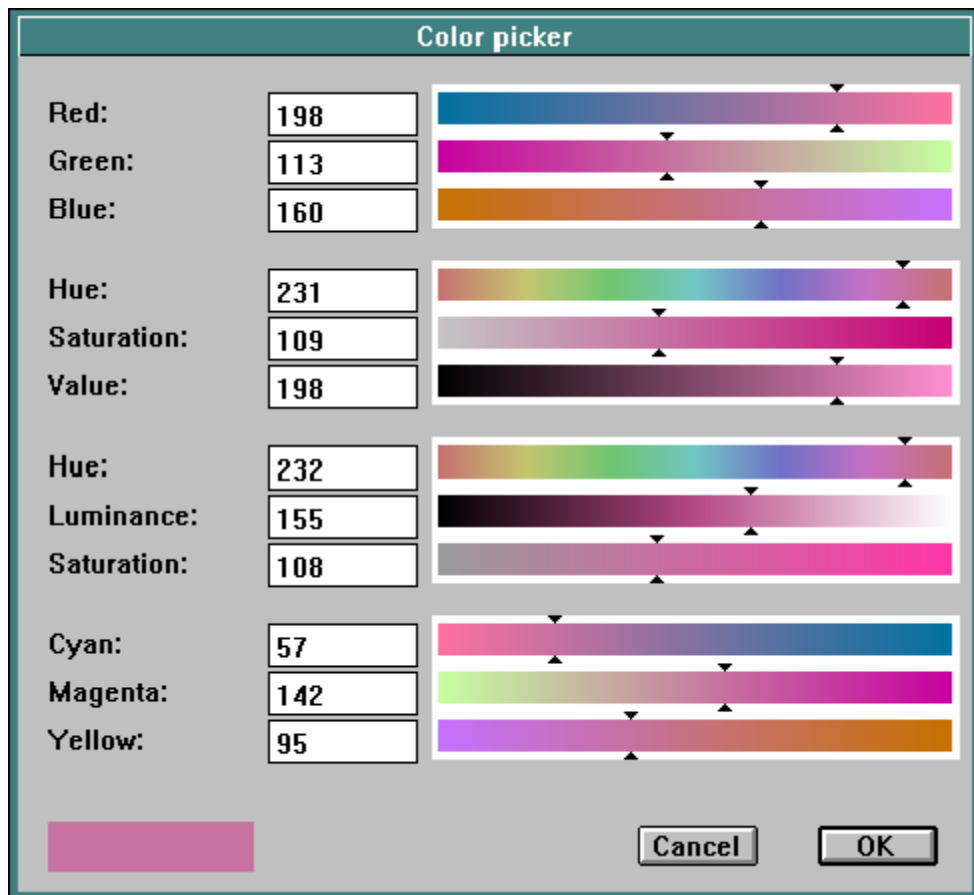 Color picker
Red: 198
Green: 113
Blue: 160
Hue: 231
Saturation: 109
Value: 198
Hue: 232
Luminance: 155
Saturation: 108
Cyan: 57
Magenta: 142
Yellow: 95
Cancel OK